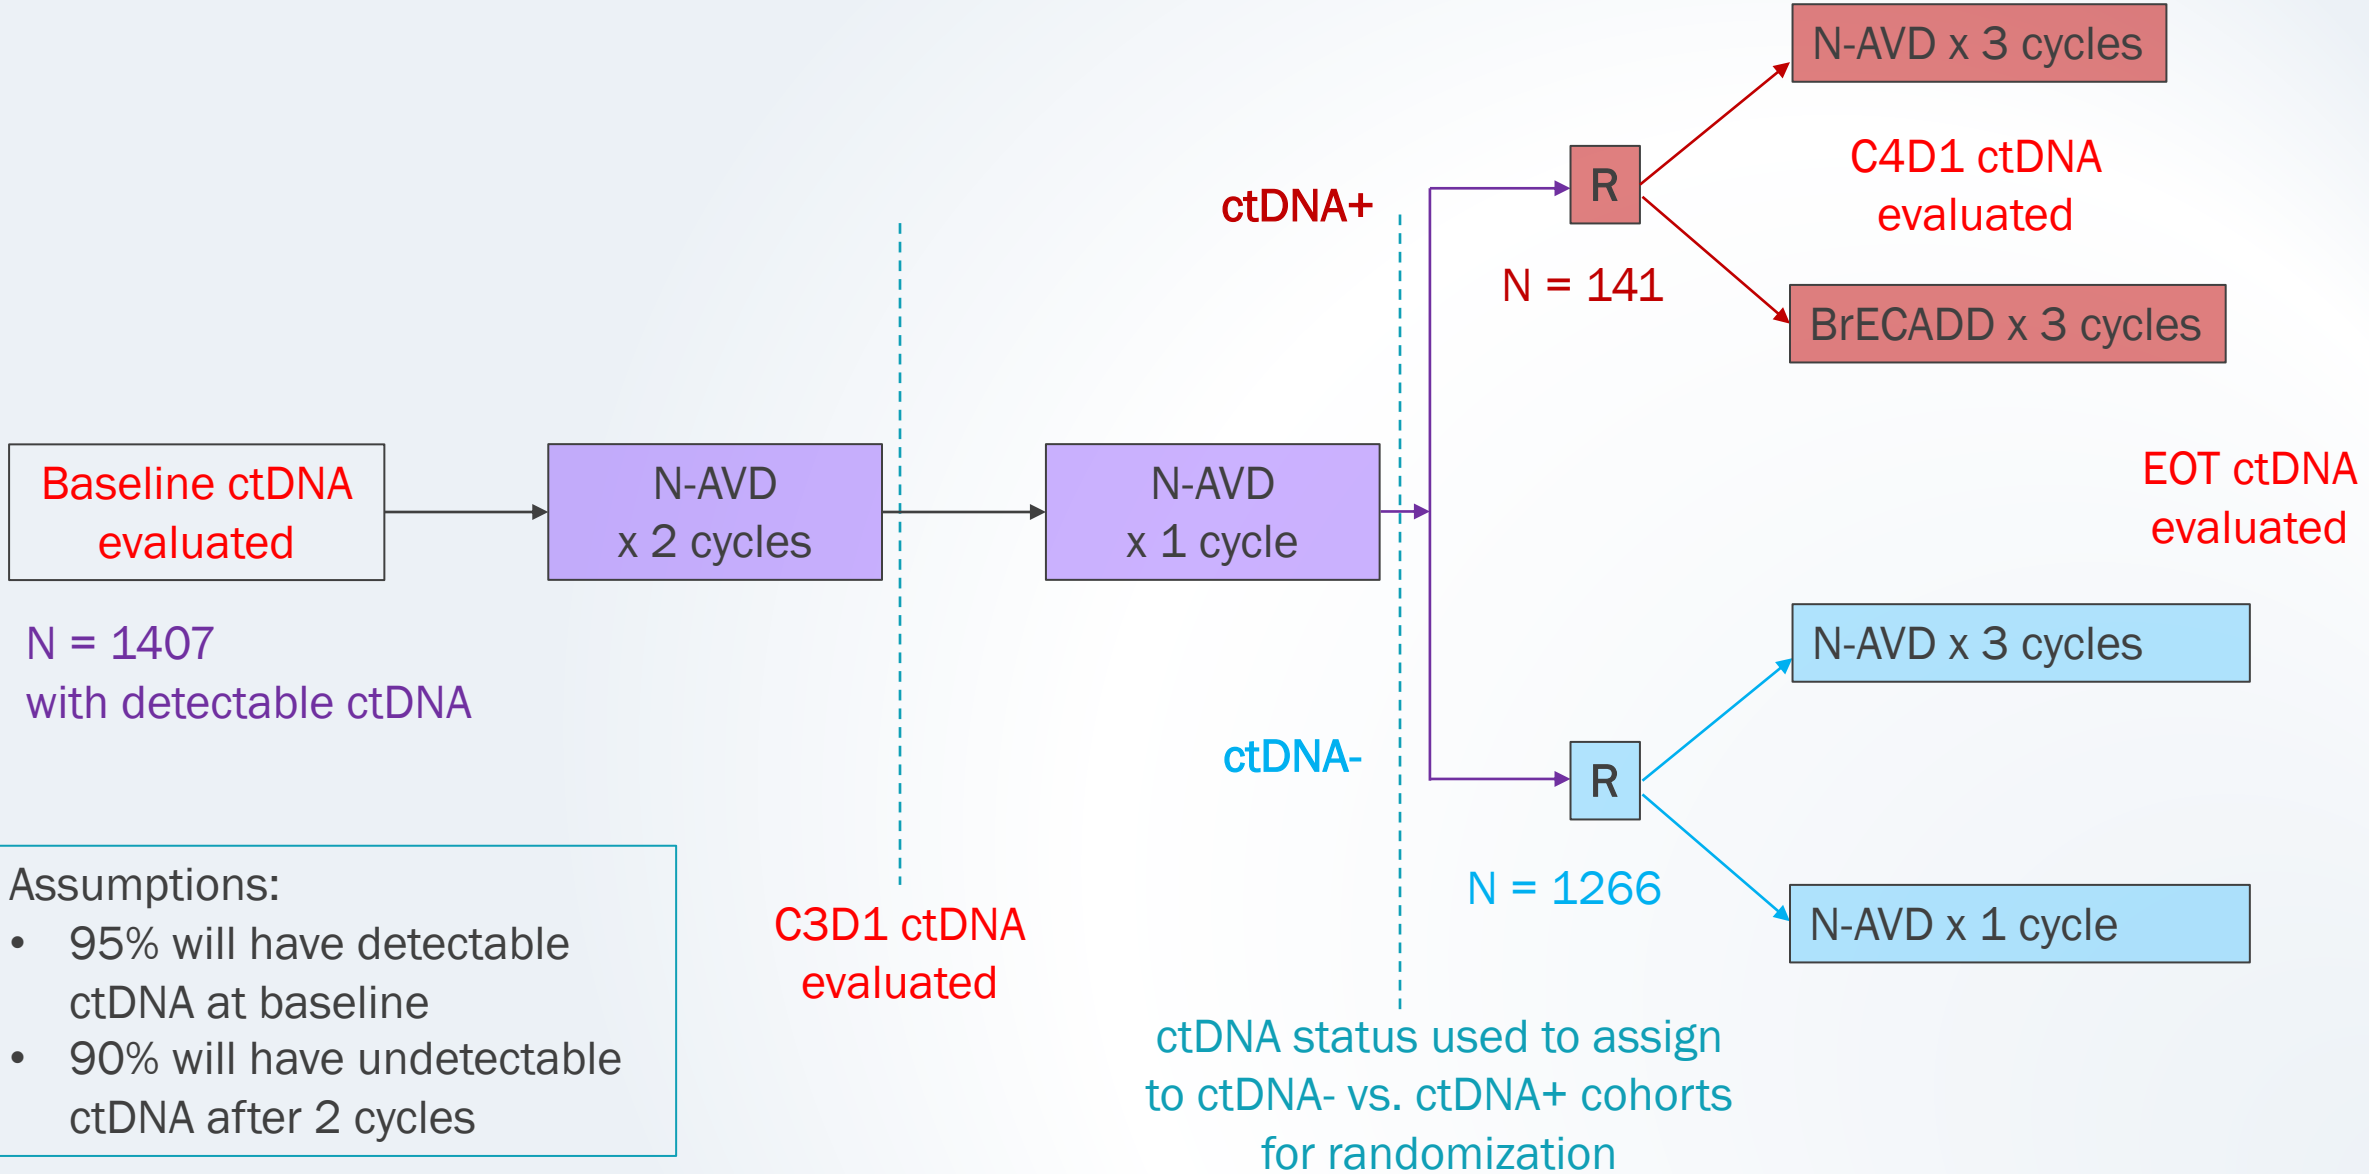 N-AVD x 3 cycles
C4D1 ctDNA
evaluated
R
ctDNA+
N = 141
BrECADD x 3 cycles
Baseline ctDNA
evaluated
N-AVD
x 2 cycles
N-AVD
x 1 cycle
EOT ctDNA
evaluated
N = 1407
with detectable ctDNA
N-AVD x 3 cycles
ctDNA-
R
N = 1266
N-AVD x 1 cycle
Assumptions:
• 95% will have detectable
ctDNA at baseline
• 90% will have undetectable
ctDNA after 2 cycles
C3D1 ctDNA
evaluated
ctDNA status used to assign
to ctDNA- vs. ctDNA+ cohorts
for randomization